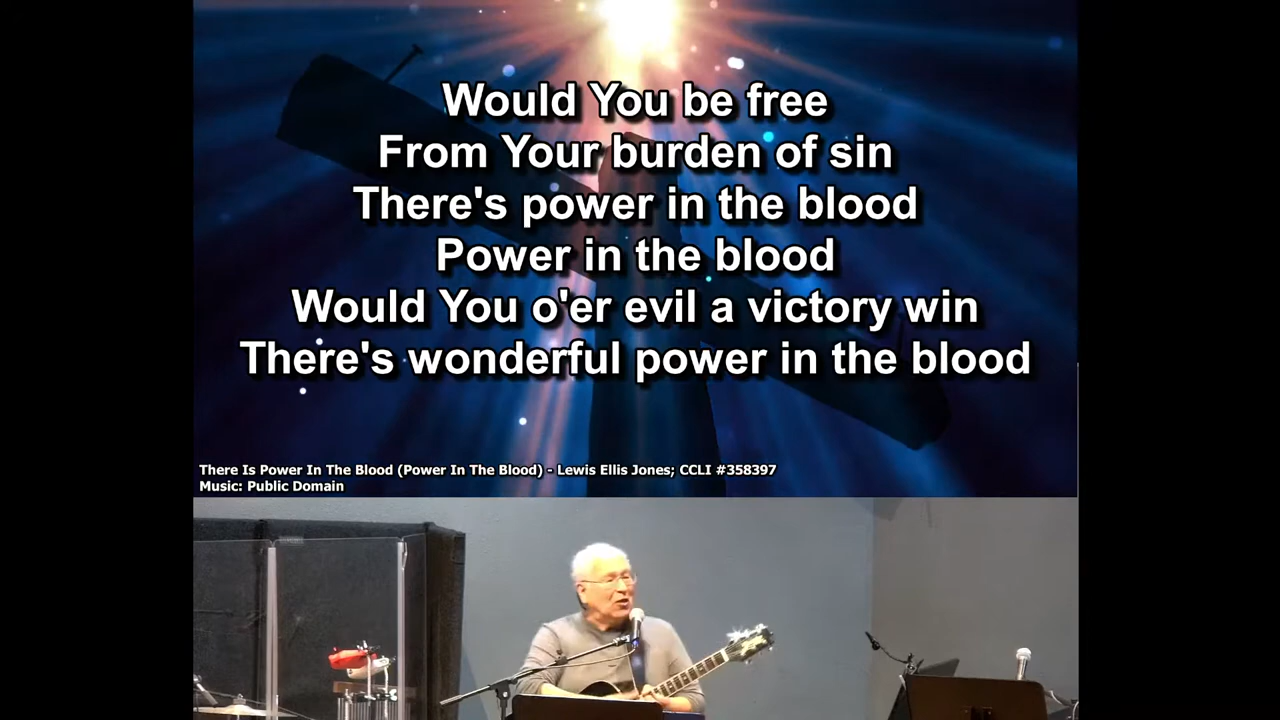 Would You be free
From Your burden of sin
There's power in the blood
Power in the blood
Would You o'er evil a victory win
There's wonderful power in the blood
There Is Power In The Blood (Power In The Blood) - Lewis Ellis Jones; CCLI #358397
Music: Public Domain